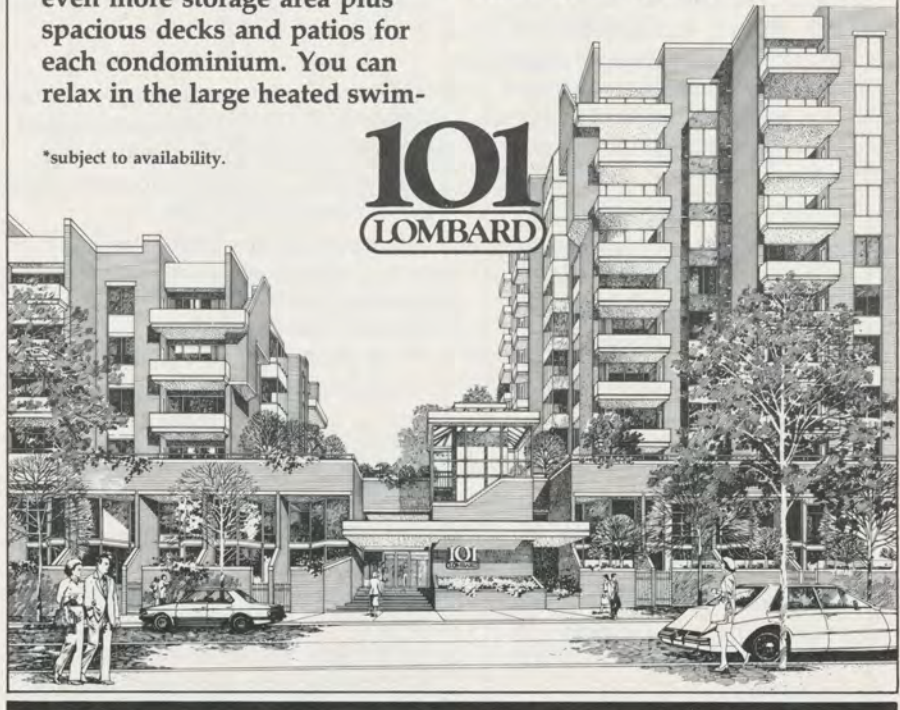 even more storage area plus
spacious decks and patios for
each condominium. You can
relax in the large heated swim-
*subject to availability.
101
LOMBARD
101